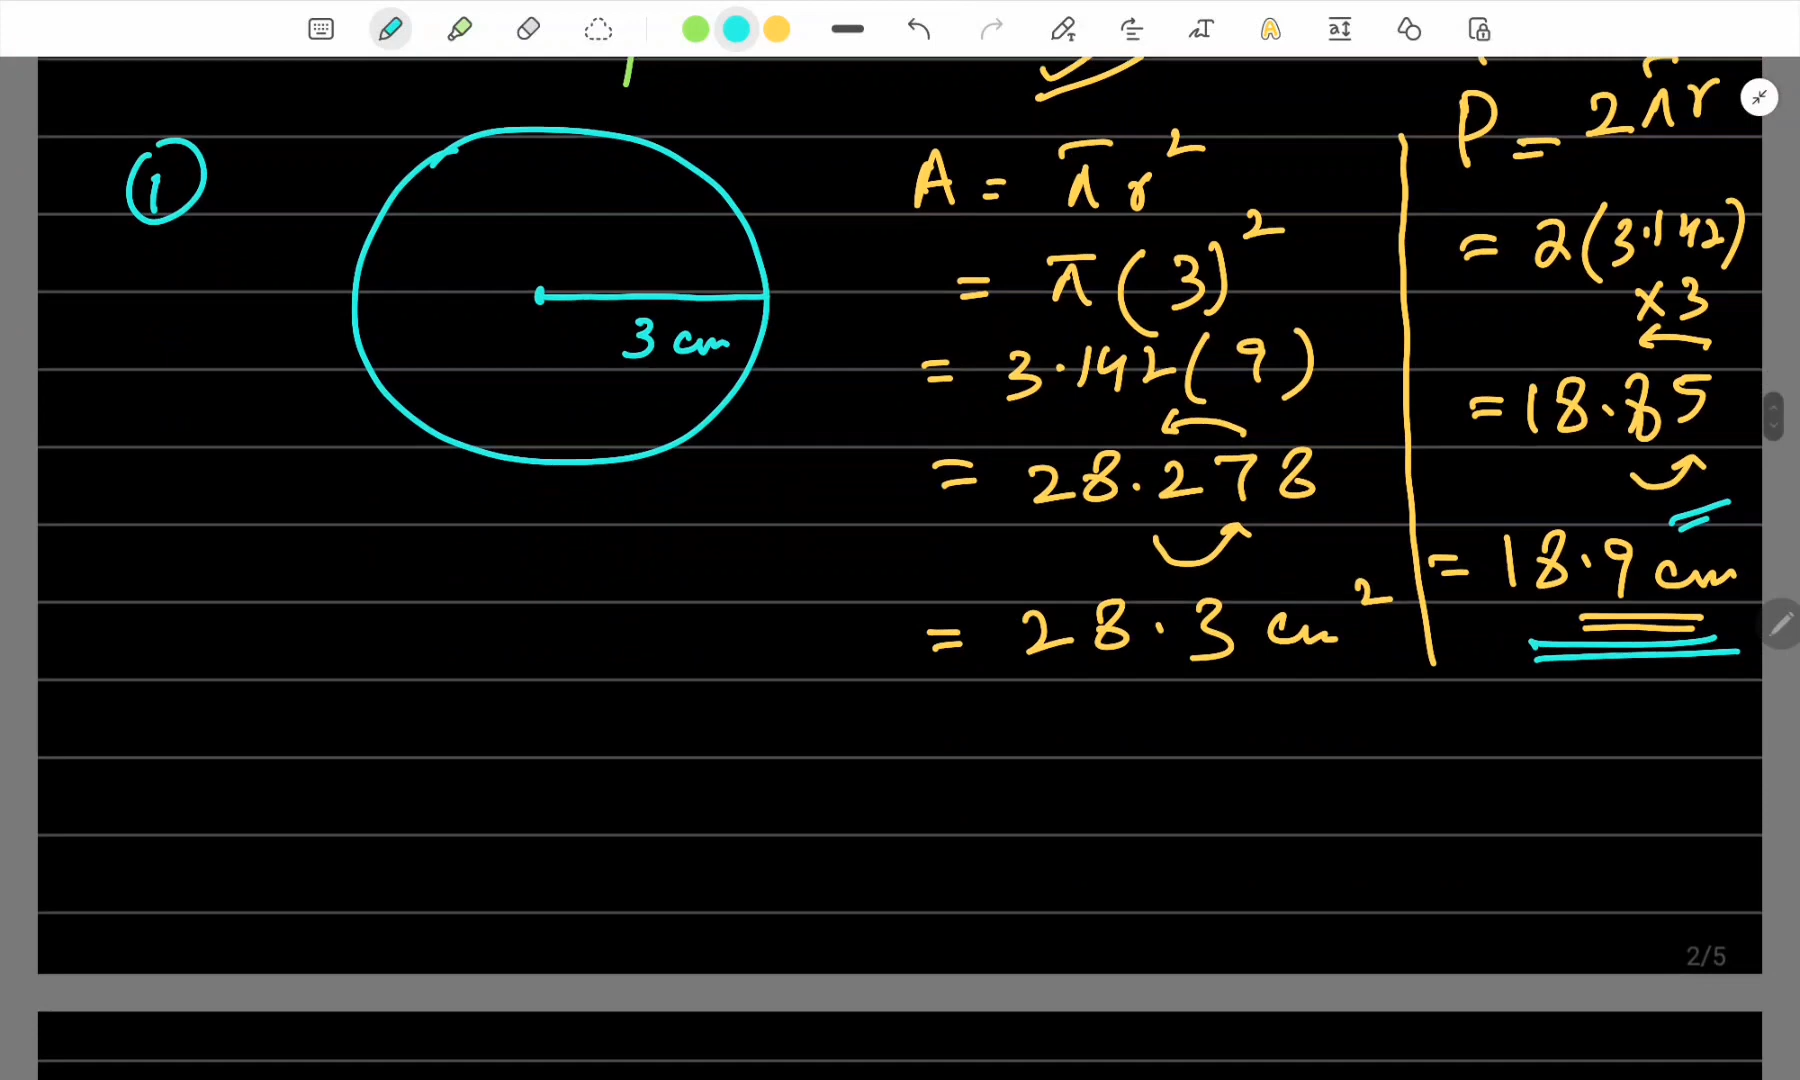 ①
3 cm
A = πr²
= π(3)²
= 3.142(9)
= 28.278
= 28.3 cm²
P = 2πr
= 2(3.142)
×3
= 18.85
= 18.9 cm
2/5